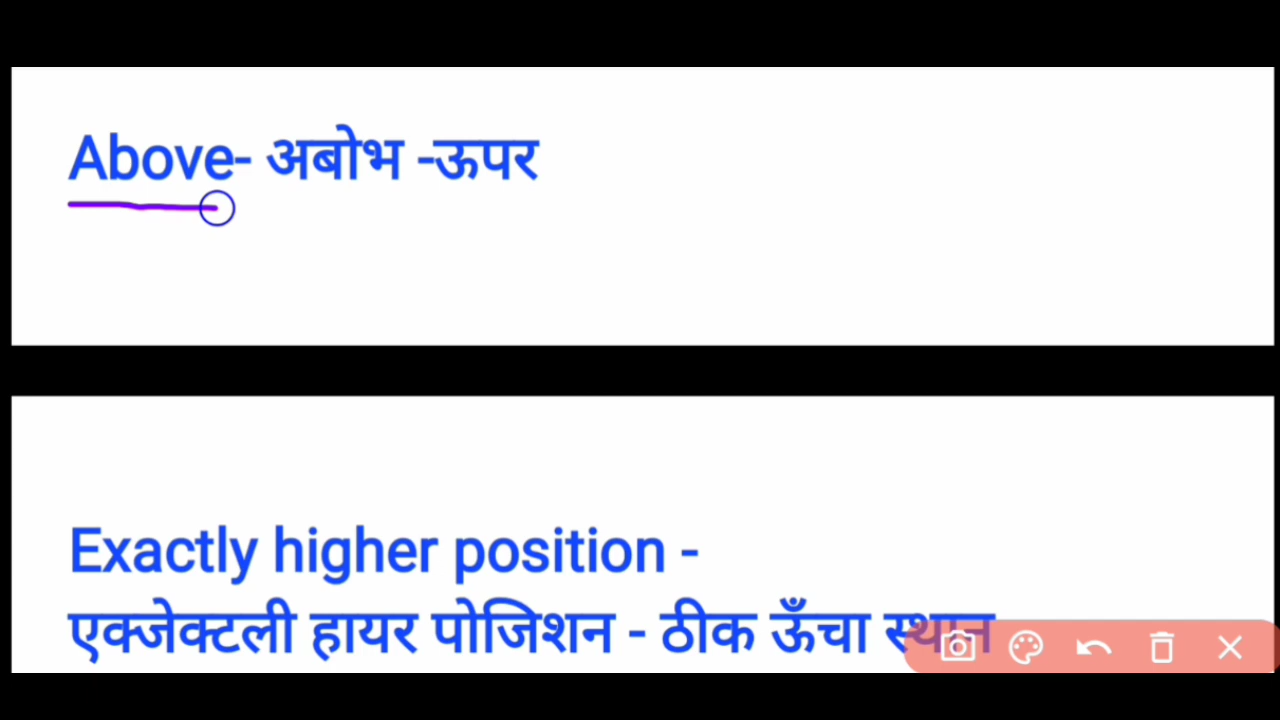 Above- अबोभ -ऊपर
Exactly higher position -
एक्जेक्टली हायर पोजिशन - ठीक ऊँचा स्थान